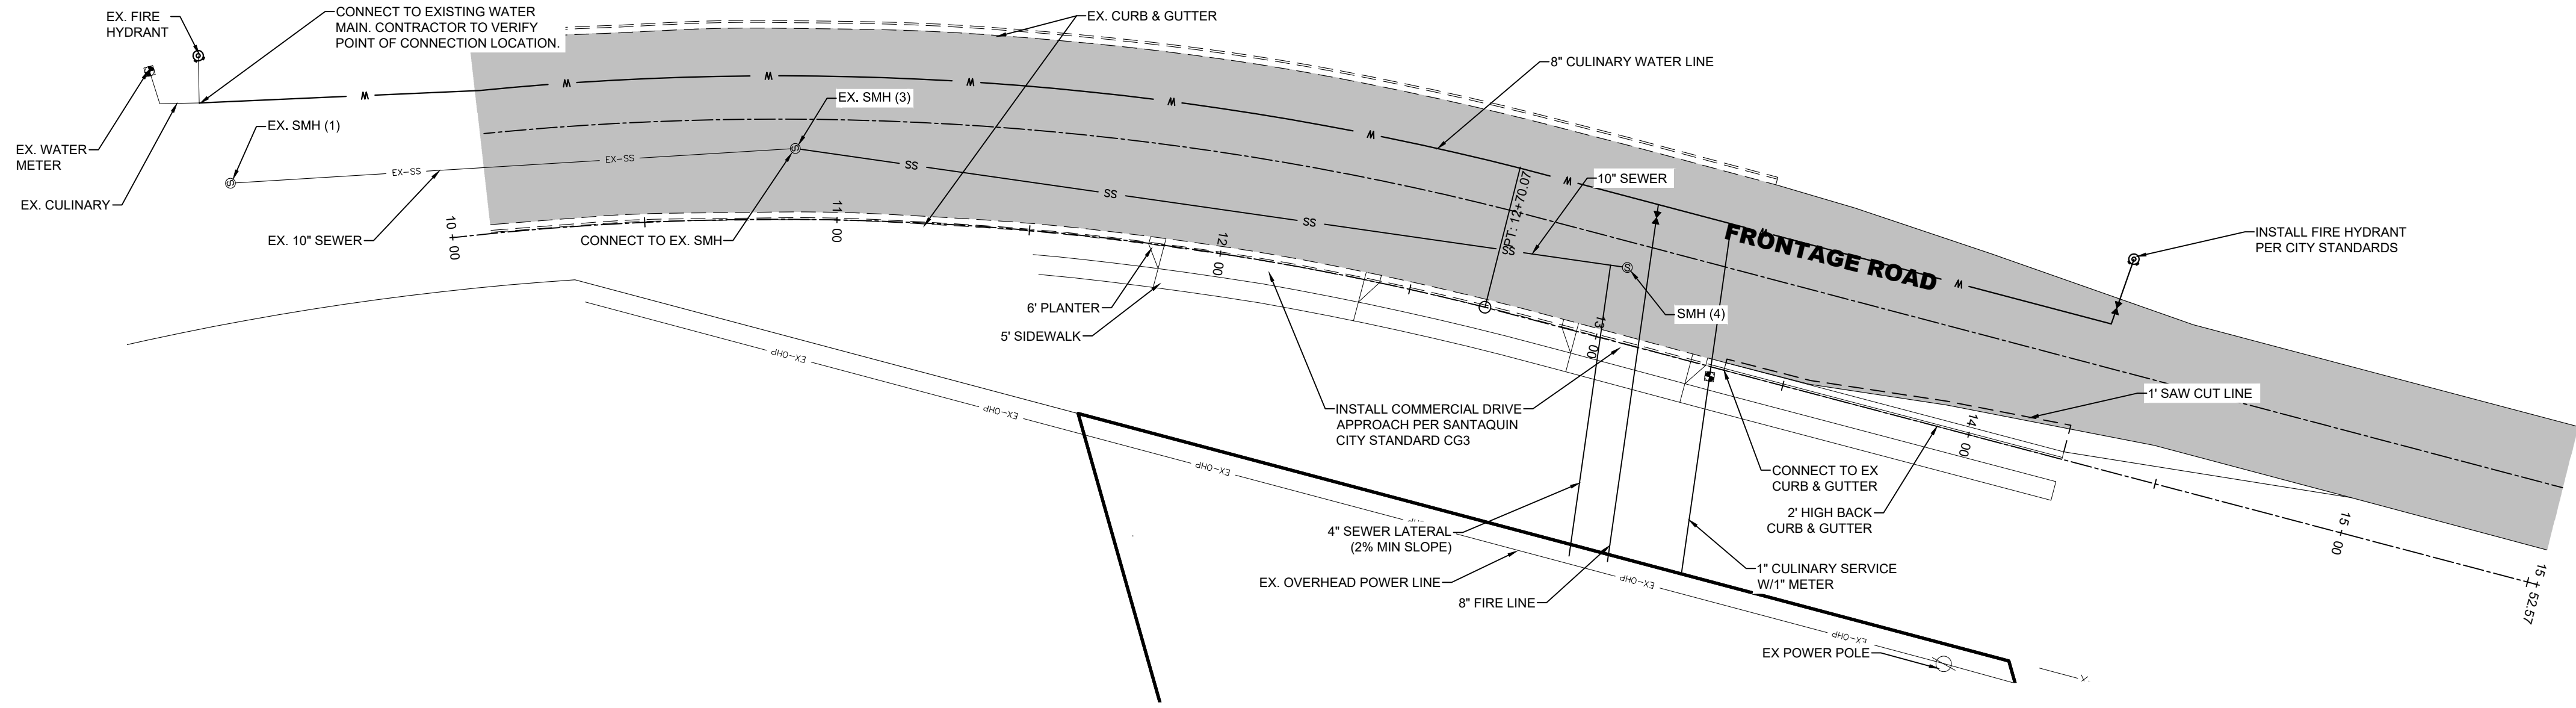 EX. FIRE
HYDRANT
CONNECT TO EXISTING WATER
MAIN. CONTRACTOR TO VERIFY
POINT OF CONNECTION LOCATION.
EX. CURB & GUTTER
8" CULINARY WATER LINE
W
W
W
W
W
W
W
W
W
EX. SMH (3)
EX. SMH (1)
EX. WATER
METER
EX-SS
EX-SS
SS
SS
SS
SS
10" SEWER
PT: 12+70.07
EX. CULINARY
EX. 10" SEWER
CONNECT TO EX. SMH
10 + 00
11 + 00
12 + 00
13 + 00
14 + 00
15 + 00
15 + 52.57
FRONTAGE ROAD
INSTALL FIRE HYDRANT
PER CITY STANDARDS
6' PLANTER
5' SIDEWALK
SMH (4)
EX-OHP
EX-OHP
EX-OHP
EX-OHP
EX-OHP
INSTALL COMMERCIAL DRIVE
APPROACH PER SANTAQUIN
CITY STANDARD CG3
1' SAW CUT LINE
CONNECT TO EX
CURB & GUTTER
2' HIGH BACK
CURB & GUTTER
4" SEWER LATERAL
(2% MIN SLOPE)
EX. OVERHEAD POWER LINE
8" FIRE LINE
1" CULINARY SERVICE
W/1" METER
EX POWER POLE